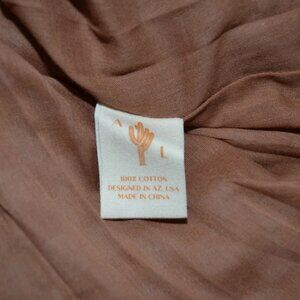 A L
100% COTTON
DESIGNED IN AZ, USA
MADE IN CHINA